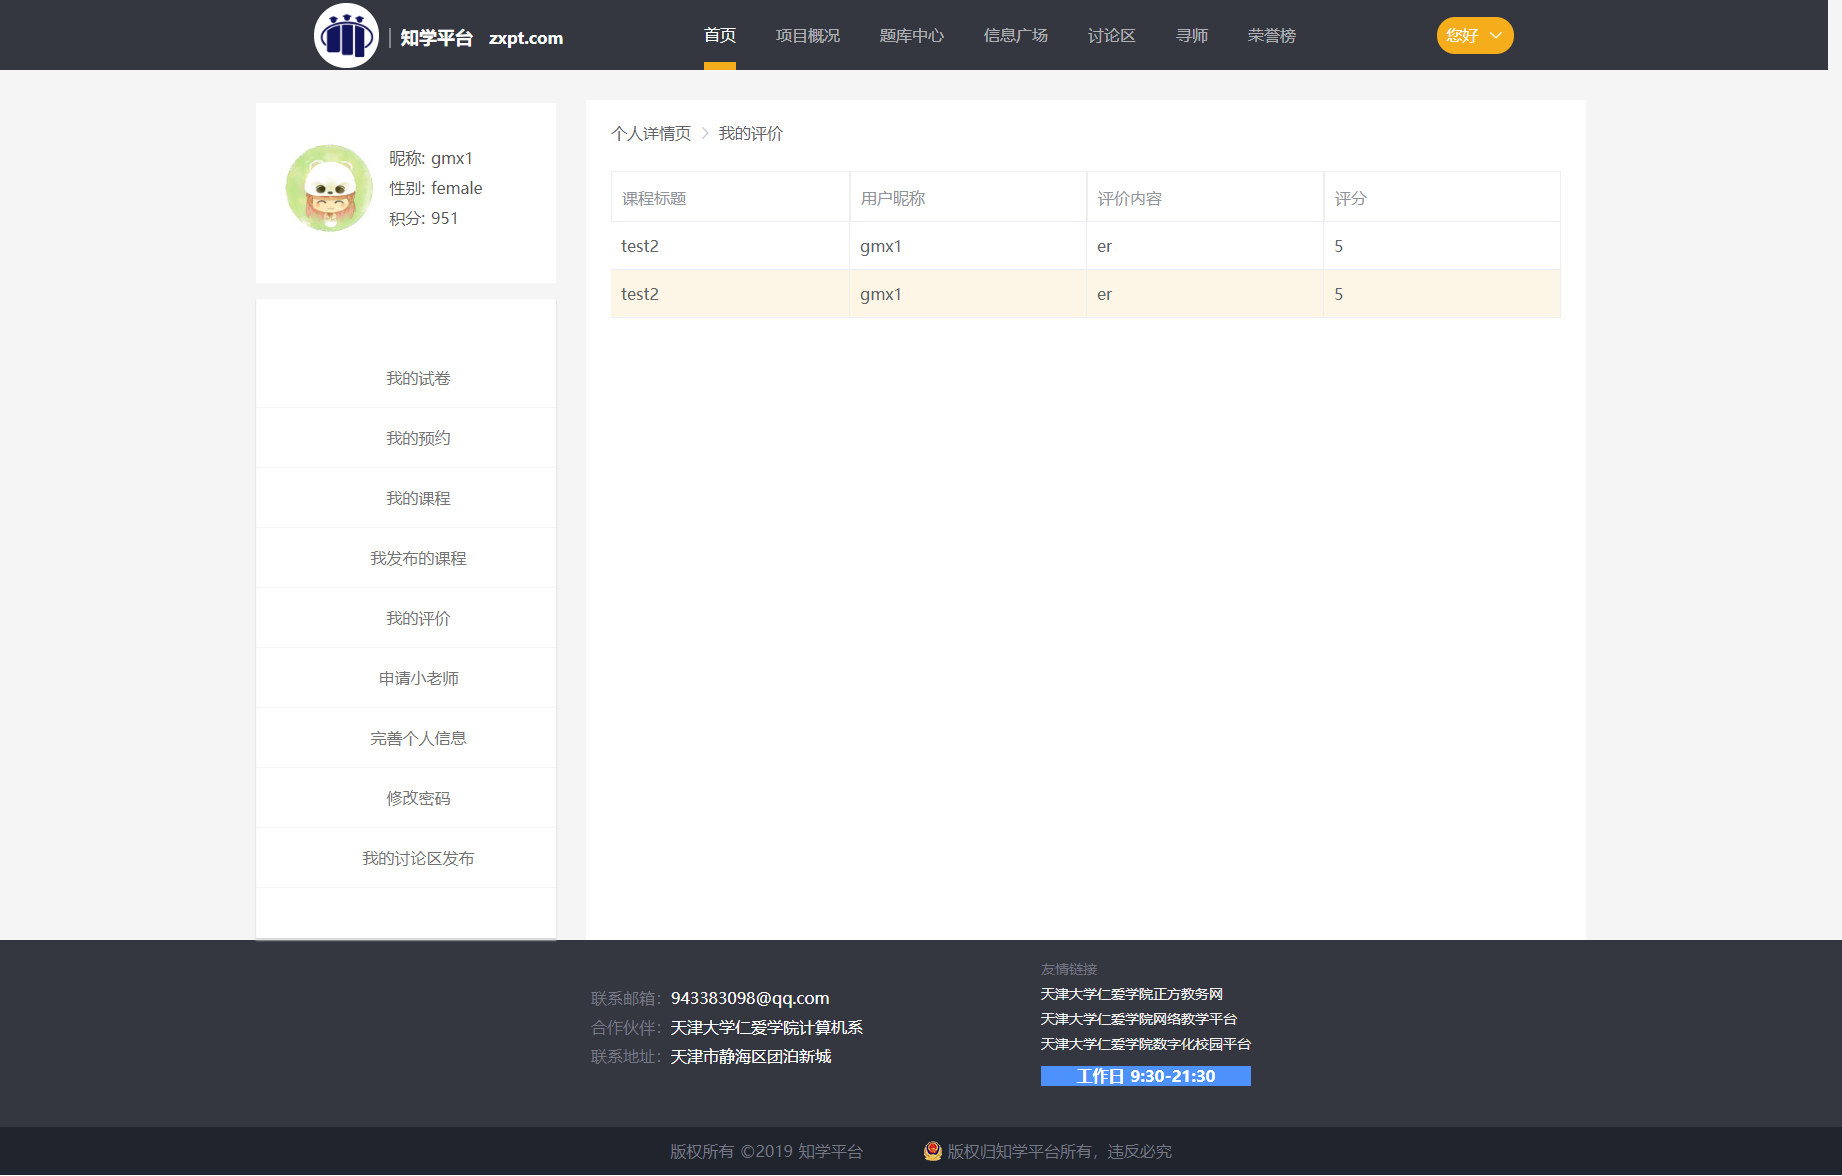 知学平台 zxpt.com
首页 项目概况 题库中心 信息广场 讨论区 寻师 荣誉榜
您好
昵称: gmx1
性别: female
积分: 951
我的试卷
我的预约
我的课程
我发布的课程
我的评价
申请小老师
完善个人信息
修改密码
我的讨论区发布
个人详情页 > 我的评价
课程标题 用户昵称 评价内容 评分
test2 gmx1 er 5
test2 gmx1 er 5
联系邮箱：943383098@qq.com
合作伙伴：天津大学仁爱学院计算机系
联系地址：天津市静海区团泊新城
友情链接
天津大学仁爱学院正方教务网
天津大学仁爱学院网络教学平台
天津大学仁爱学院数字化校园平台
工作日 9:30-21:30
版权所有 ©2019 知学平台
版权归知学平台所有，违反必究